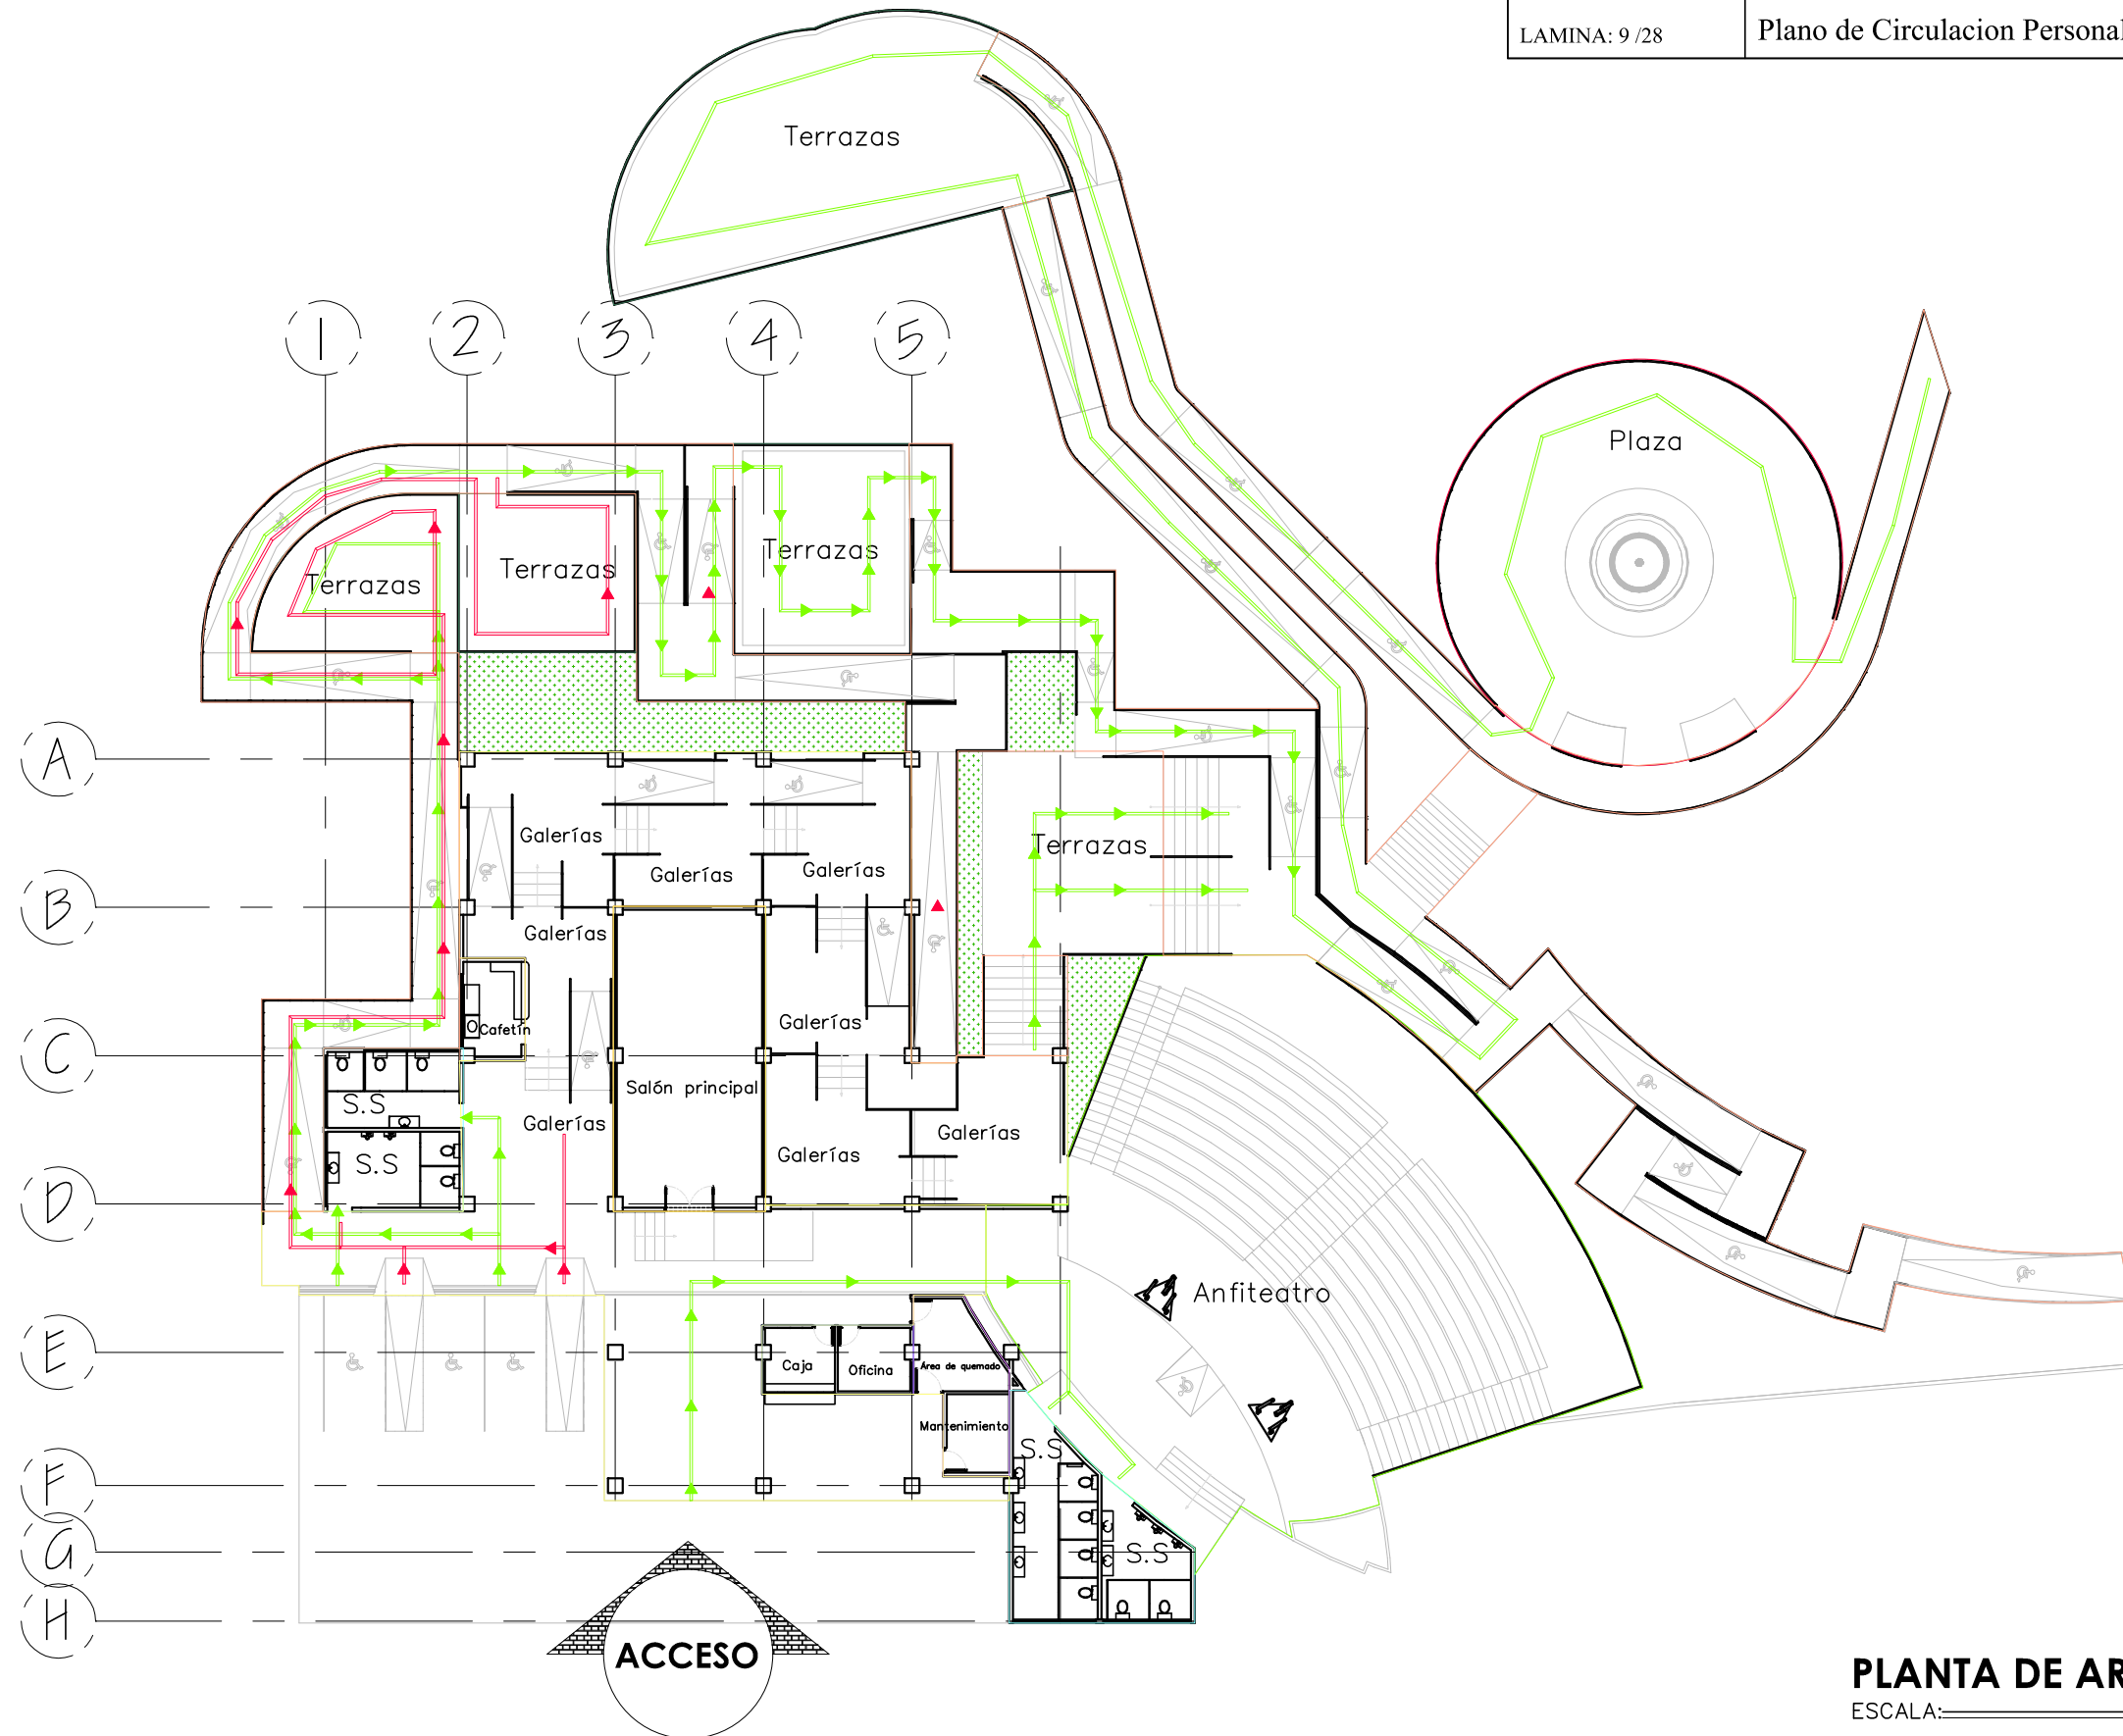 LAMINA: 9 /28
Plano de Circulacion Personal
Terrazas
1
2
3
4
5
Plaza
Terrazas
Terrazas
Terrazas
A
Galerías
Terrazas
Galerías
Galerías
B
Galerías
Galerías
Cafetín
C
Salón principal
S.S
Galerías
Galerías
Galerías
S.S
D
Anfiteatro
E
Caja
Oficina
Area de quemado
Mantenimiento
S.S
F
G
S.S
H
ACCESO
PLANTA DE AR
ESCALA: